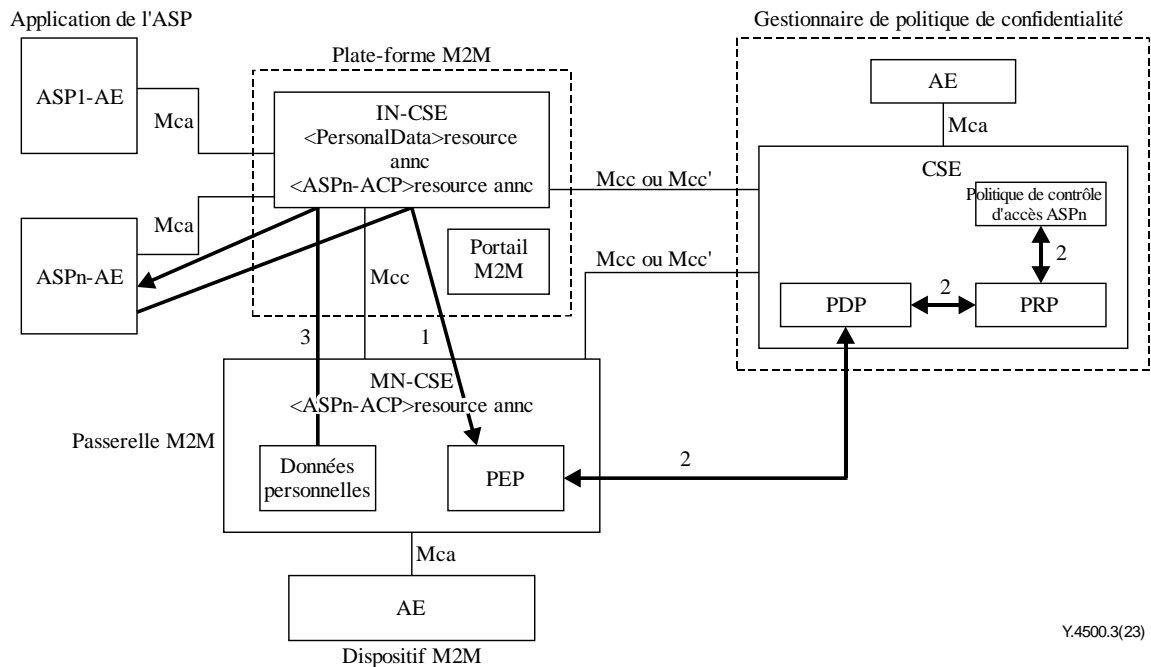 Application de l'ASP
Gestionnaire de politique de confidentialité
Plate-forme M2M
ASP1-AE
Mca
IN-CSE
<PersonalData>resource
annc
<ASPn-ACP>resource annc
AE
Mca
CSE
Mcc ou Mcc'
Politique de contrôle
d'accès ASPn
Mca
ASPn-AE
Portail
M2M
Mcc
Mcc ou Mcc'
2
2
PDP
PRP
3
1
MN-CSE
<ASPn-ACP>resource annc
Passerelle M2M
Données
personnelles
PEP
2
Mca
AE
Dispositif M2M
Y.4500.3(23)